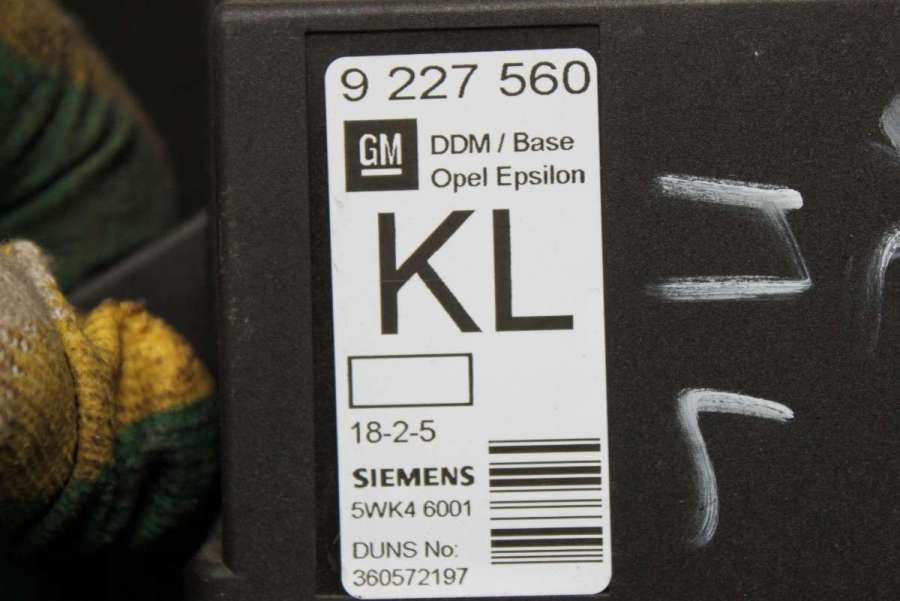 9 227 560
GM
DDM / Base
Opel Epsilon
KL
18-2-5
SIEMENS
5WK4 6001
DUNS No:
360572197